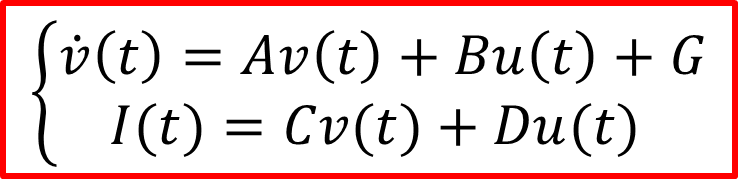 v̇(t) = Av(t) + Bu(t) + G
I(t) = Cv(t) + Du(t)